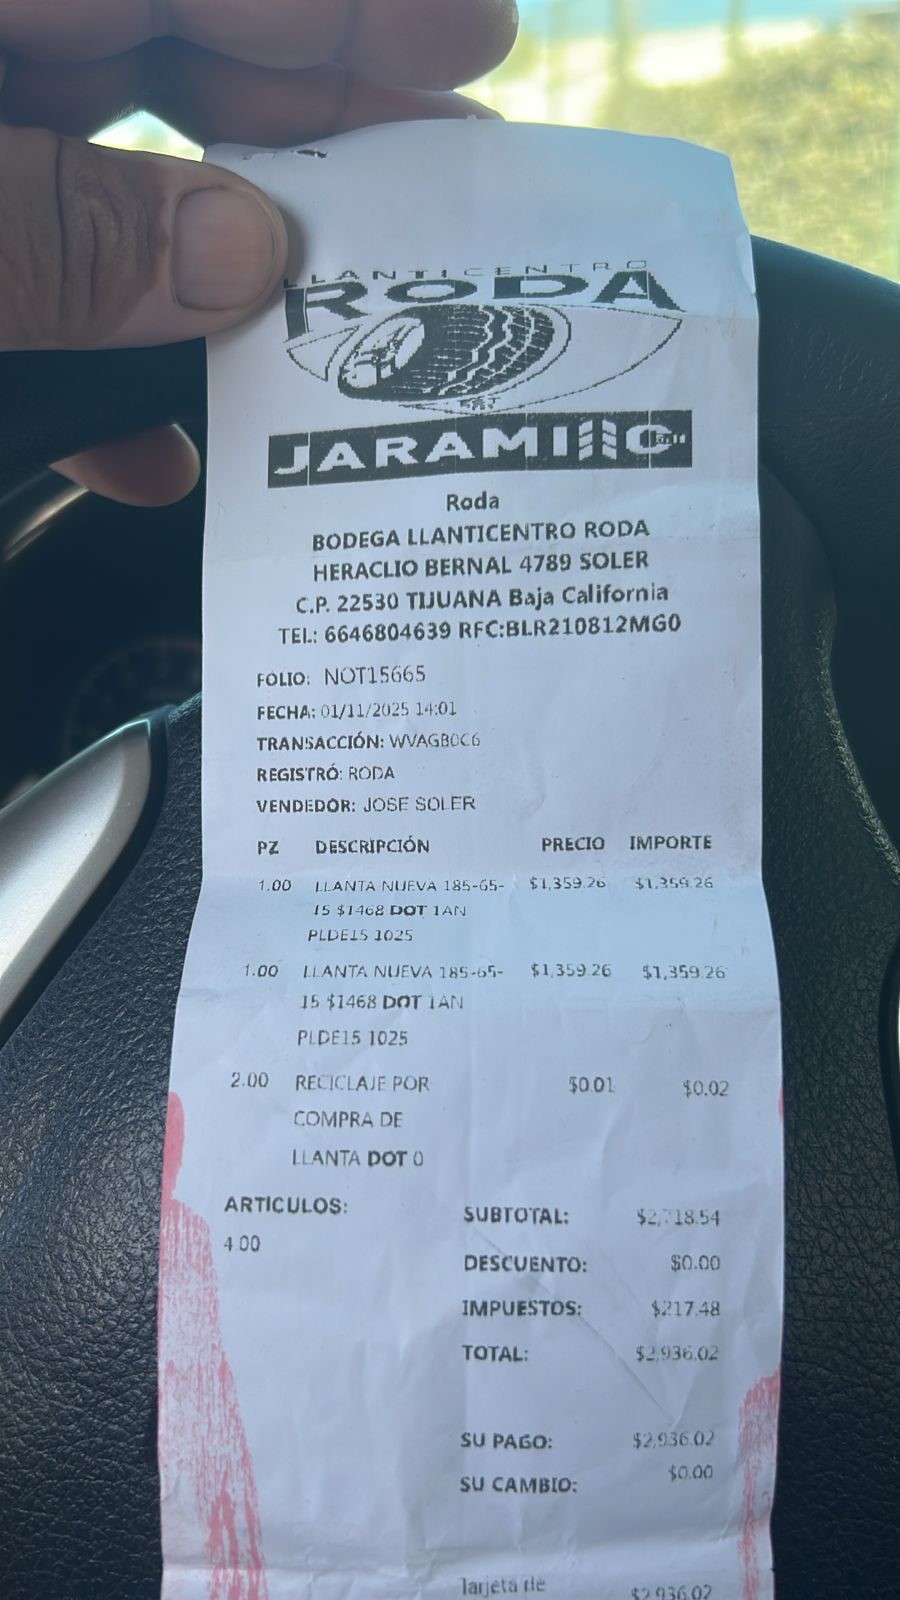 LLANTICENTRO
RODA
JARAMILLO
Roda
BODEGA LLANTICENTRO RODA
HERACLIO BERNAL 4789 SOLER
C.P. 22530 TIJUANA Baja California
TEL: 6646804639 RFC:BLR210812MG0
FOLIO: NOT15665
FECHA: 01/11/2025 14:01
TRANSACCIÓN: WVAGB0C6
REGISTRÓ: RODA
VENDEDOR: JOSE SOLER
PZ DESCRIPCIÓN PRECIO IMPORTE
1.00 LLANTA NUEVA 185-65- $1,359.26 $1,359.26
15 $1468 DOT 1AN
PLDE15 1025
1.00 LLANTA NUEVA 185-65- $1,359.26 $1,359.26
15 $1468 DOT 1AN
PLDE15 1025
2.00 RECICLAJE POR $0.01 $0.02
COMPRA DE
LLANTA DOT 0
ARTICULOS: SUBTOTAL: $2,718.54
4.00
DESCUENTO: $0.00
IMPUESTOS: $217.48
TOTAL: $2,936.02
SU PAGO: $2,936.02
SU CAMBIO: $0.00
Tarjeta de $2,936.02